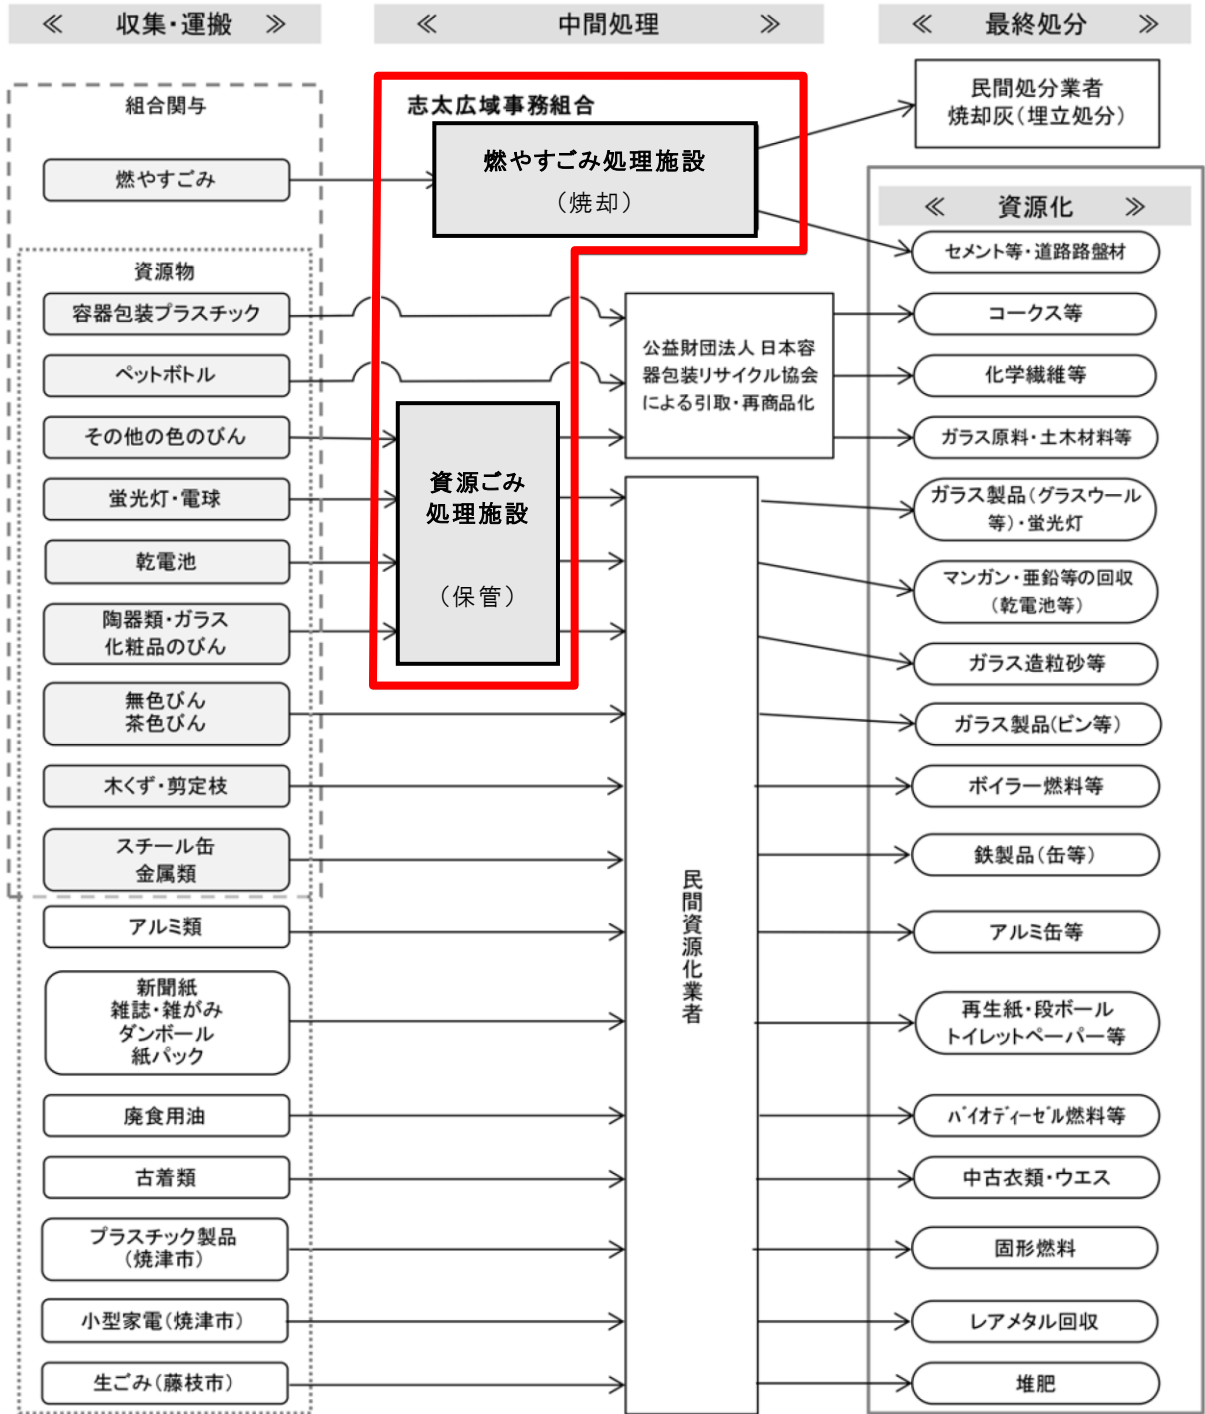 ≪ 収集・運搬 ≫
≪ 中間処理 ≫
≪ 最終処分 ≫
組合関与
燃やすごみ
資源物
容器包装プラスチック
ペットボトル
その他の色のびん
蛍光灯・電球
乾電池
陶器類・ガラス
化粧品のびん
無色びん
茶色びん
木くず・剪定枝
スチール缶
金属類
アルミ類
新聞紙
雑誌・雑がみ
ダンボール
紙パック
廃食用油
古着類
プラスチック製品
(焼津市)
小型家電(焼津市)
生ごみ(藤枝市)
志太広域事務組合
燃やすごみ処理施設
（焼却）
資源ごみ
処理施設
（保管）
公益財団法人 日本容
器包装リサイクル協会
による引取・再商品化
民間資源化業者
民間処分業者
焼却灰(埋立処分)
≪ 資源化 ≫
セメント等・道路路盤材
コークス等
化学繊維等
ガラス原料・土木材料等
ガラス製品(グラスウール
等)・蛍光灯
マンガン・亜鉛等の回収
(乾電池等)
ガラス造粒砂等
ガラス製品(ビン等)
ボイラー燃料等
鉄製品(缶等)
アルミ缶等
再生紙・段ボール
トイレットペーパー等
ﾊﾞｲｵﾃﾞｨｰｾﾞﾙ燃料等
中古衣類・ウエス
固形燃料
レアメタル回収
堆肥